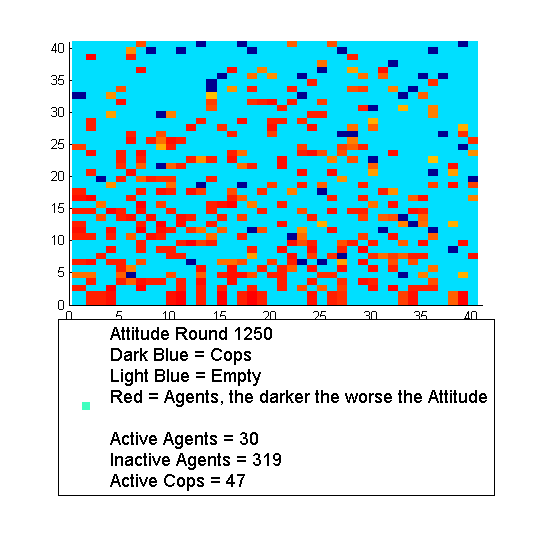 40
35
30
25
20
15
10
5
0
0 5 10 15 20 25 30 35 40
Attitude Round 1250
Dark Blue = Cops
Light Blue = Empty
Red = Agents, the darker the worse the Attitude
Active Agents = 30
Inactive Agents = 319
Active Cops = 47